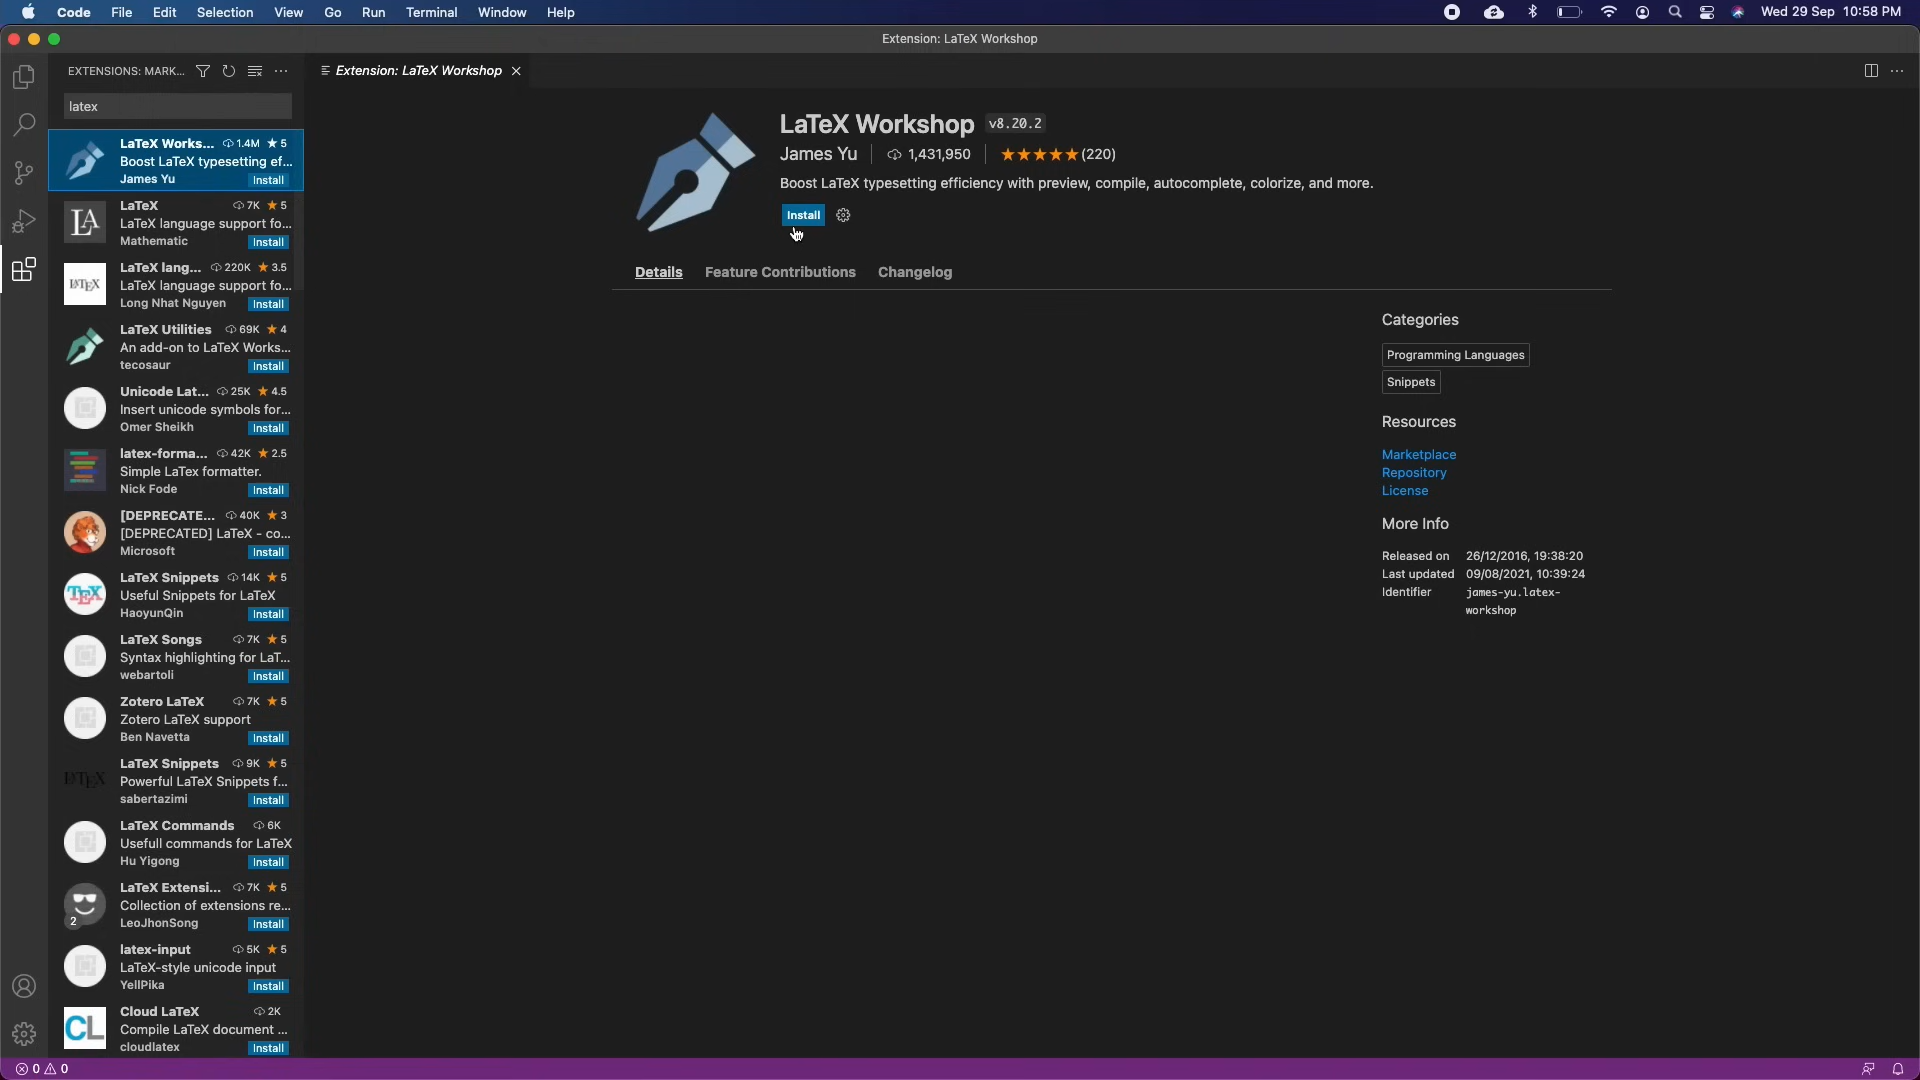 Code File Edit Selection View Go Run Terminal Window Help
Wed 29 Sep 10:58 PM
Extension: LaTeX Workshop
EXTENSIONS: MARK...
Extension: LaTeX Workshop
latex
LaTeX Works... 1.4M ★ 5
Boost LaTeX typesetting ef...
James Yu Install
LaTeX 7K ★ 5
LaTeX language support fo...
Mathematic Install
LaTeX lang... 220K ★ 3.5
LaTeX language support fo...
Long Nhat Nguyen Install
LaTeX Utilities 69K ★ 4
An add-on to LaTeX Works...
tecosaur Install
Unicode Lat... 25K ★ 4.5
Insert unicode symbols for...
Omer Sheikh Install
latex-forma... 42K ★ 2.5
Simple LaTex formatter.
Nick Fode Install
[DEPRECATE... 40K ★ 3
[DEPRECATED] LaTeX - co...
Microsoft Install
TEX
LaTeX Snippets 14K ★ 5
Useful Snippets for LaTeX
HaoyunQin Install
LaTeX Songs 7K ★ 5
Syntax highlighting for LaT...
webartoli Install
Zotero LaTeX 7K ★ 5
Zotero LaTeX support
Ben Navetta Install
LATEX
LaTeX Snippets 9K ★ 5
Powerful LaTeX Snippets f...
sabertazimi Install
LaTeX Commands 6K
Usefull commands for LaTeX
Hu Yigong Install
2
LaTeX Extensi... 7K ★ 5
Collection of extensions re...
LeoJhonSong Install
latex-input 5K ★ 5
LaTeX-style unicode input
YellPika Install
CL
Cloud LaTeX 2K
Compile LaTeX document ...
cloudlatex Install
LA
LATEX
LaTeX Workshop v8.20.2
James Yu 1,431,950 ★★★★★(220)
Boost LaTeX typesetting efficiency with preview, compile, autocomplete, colorize, and more.
Install
Details Feature Contributions Changelog
Categories
Programming Languages
Snippets
Resources
Marketplace
Repository
License
More Info
Released on 26/12/2016, 19:38:20
Last updated 09/08/2021, 10:39:24
Identifier james-yu.latex-
workshop
0 0